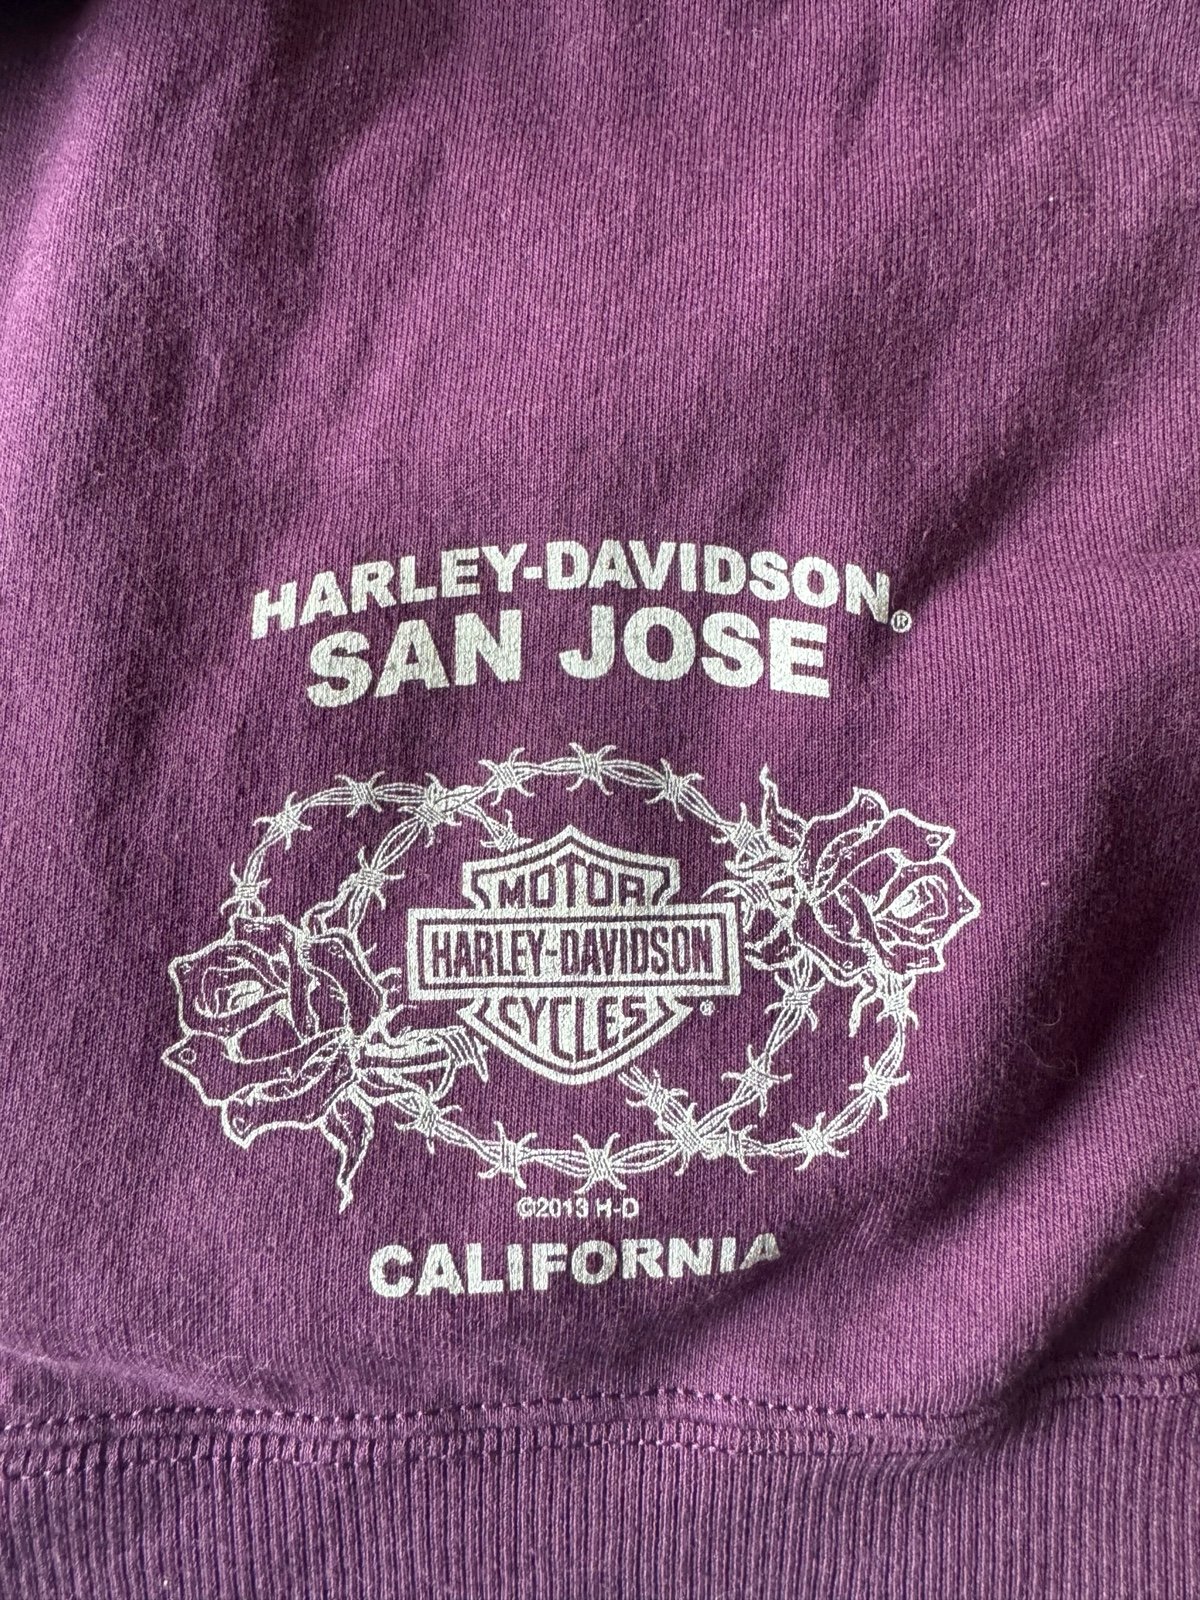 HARLEY-DAVIDSON®
SAN JOSE
MOTOR
HARLEY-DAVIDSON
CYCLES®
©2013 H-D
CALIFORNIA